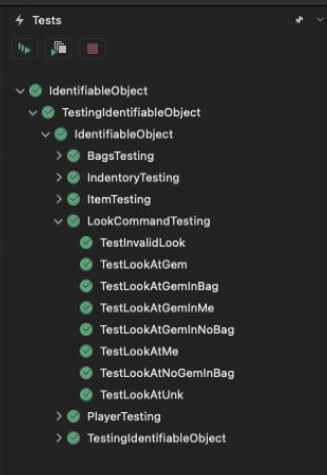 Tests
IdentifiableObject
TestingIdentifiableObject
IdentifiableObject
BagsTesting
IndentoryTesting
ItemTesting
LookCommandTesting
TestInvalidLook
TestLookAtGem
TestLookAtGemInBag
TestLookAtGemInMe
TestLookAtGemInNoBag
TestLookAtMe
TestLookAtNoGemInBag
TestLookAtUnk
PlayerTesting
TestingIdentifiableObject